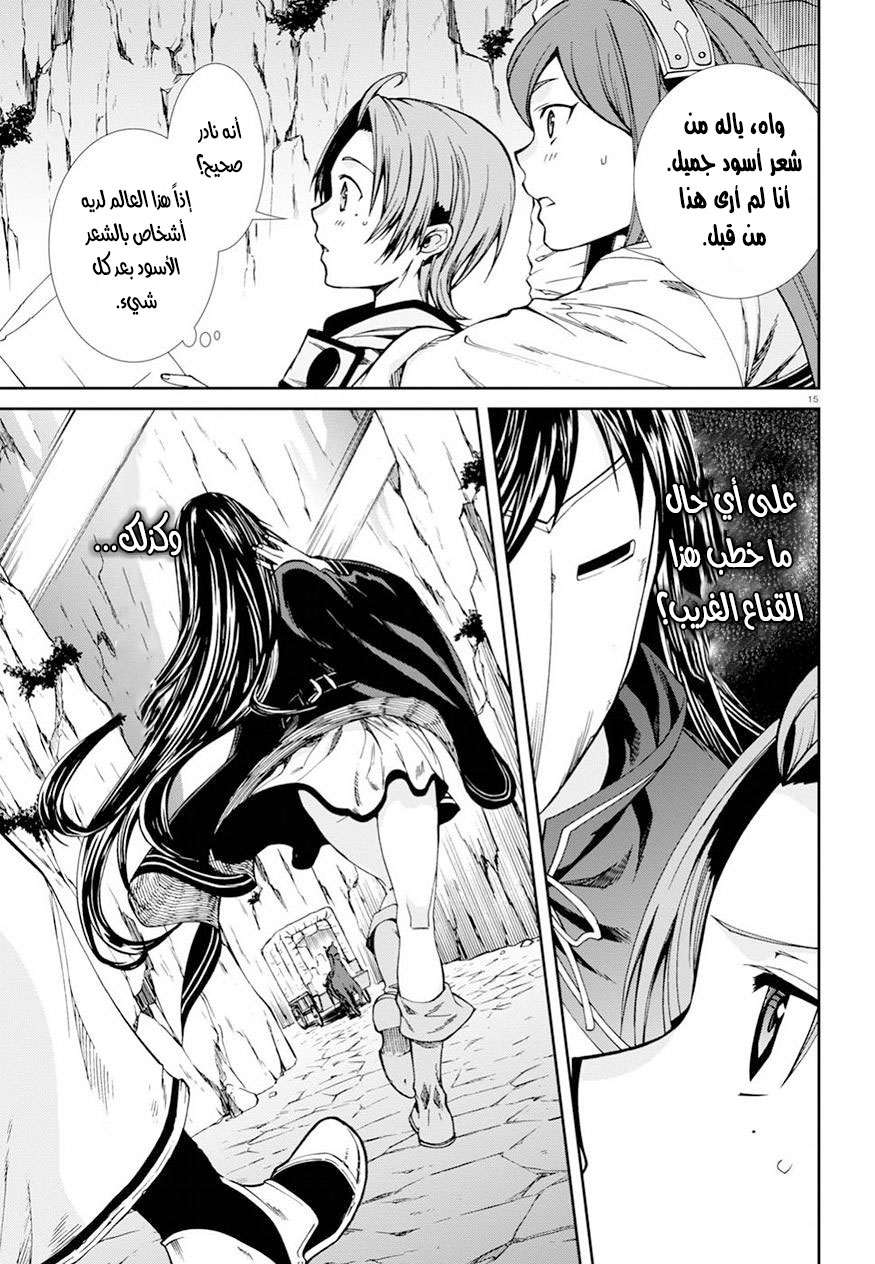 واه، ياله من
شعر أسود جميل.
أنا لم أرى هذا
من قبل.
أنه نادر
صحيح؟
إذاً هذا العالم لديه
أشخاص بالشعر
الأسود بعد كل
شيء.
15
على أي حال
ما خطب هذا
القناع الغريب؟
وكذلك...